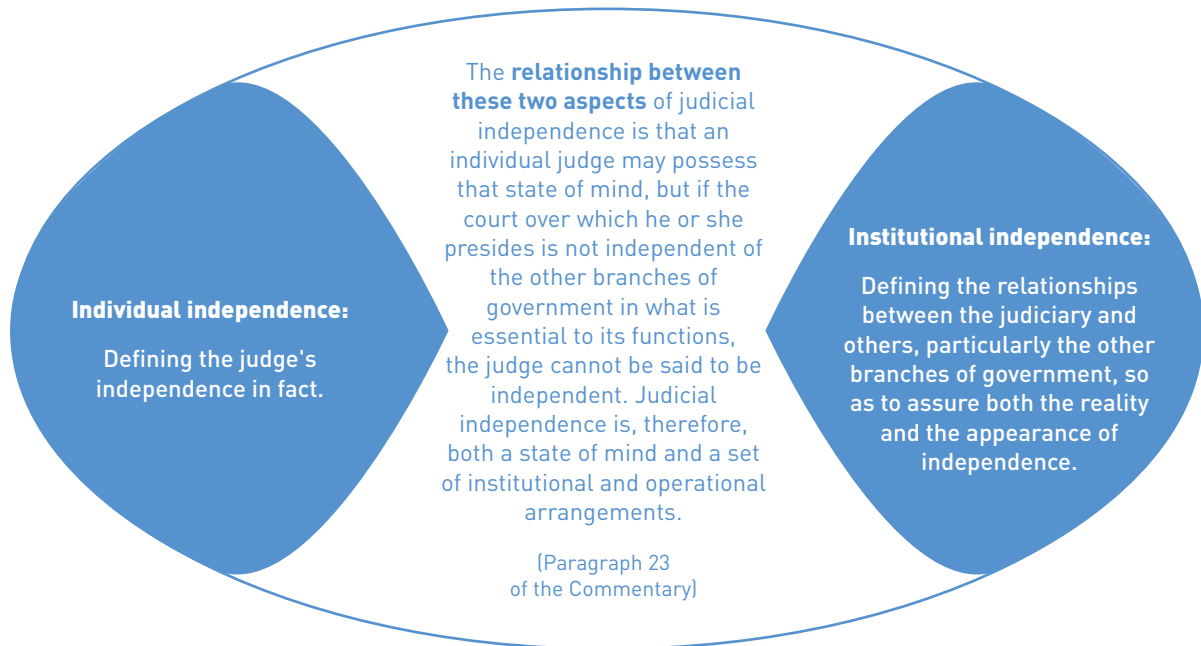 Individual independence:
Defining the judge's
independence in fact.
The relationship between
these two aspects of judicial
independence is that an
individual judge may possess
that state of mind, but if the
court over which he or she
presides is not independent of
the other branches of
government in what is
essential to its functions,
the judge cannot be said to be
independent. Judicial
independence is, therefore,
both a state of mind and a set
of institutional and operational
arrangements.
(Paragraph 23
of the Commentary)
Institutional independence:
Defining the relationships
between the judiciary and
others, particularly the other
branches of government, so
as to assure both the reality
and the appearance of
independence.